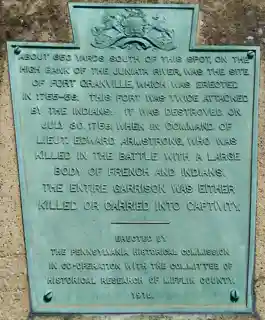 ABOUT 650 YARDS SOUTH OF THIS SPOT, ON THE
HIGH BANK OF THE JUNIATA RIVER, WAS THE SITE
OF FORT GRANVILLE, WHICH WAS ERECTED
IN 1755-56. THIS FORT WAS TWICE ATTACKED
BY THE INDIANS. IT WAS DESTROYED ON
JULY 30, 1756, WHEN IN COMMAND OF
LIEUT. EDWARD ARMSTRONG, WHO WAS
KILLED IN THE BATTLE WITH A LARGE
BODY OF FRENCH AND INDIANS.
THE ENTIRE GARRISON WAS EITHER
KILLED OR CARRIED INTO CAPTIVITY.
ERECTED BY
THE PENNSYLVANIA HISTORICAL COMMISSION
IN CO-OPERATION WITH THE COMMITTEE OF
HISTORICAL RESEARCH OF MIFFLIN COUNTY.
1916.